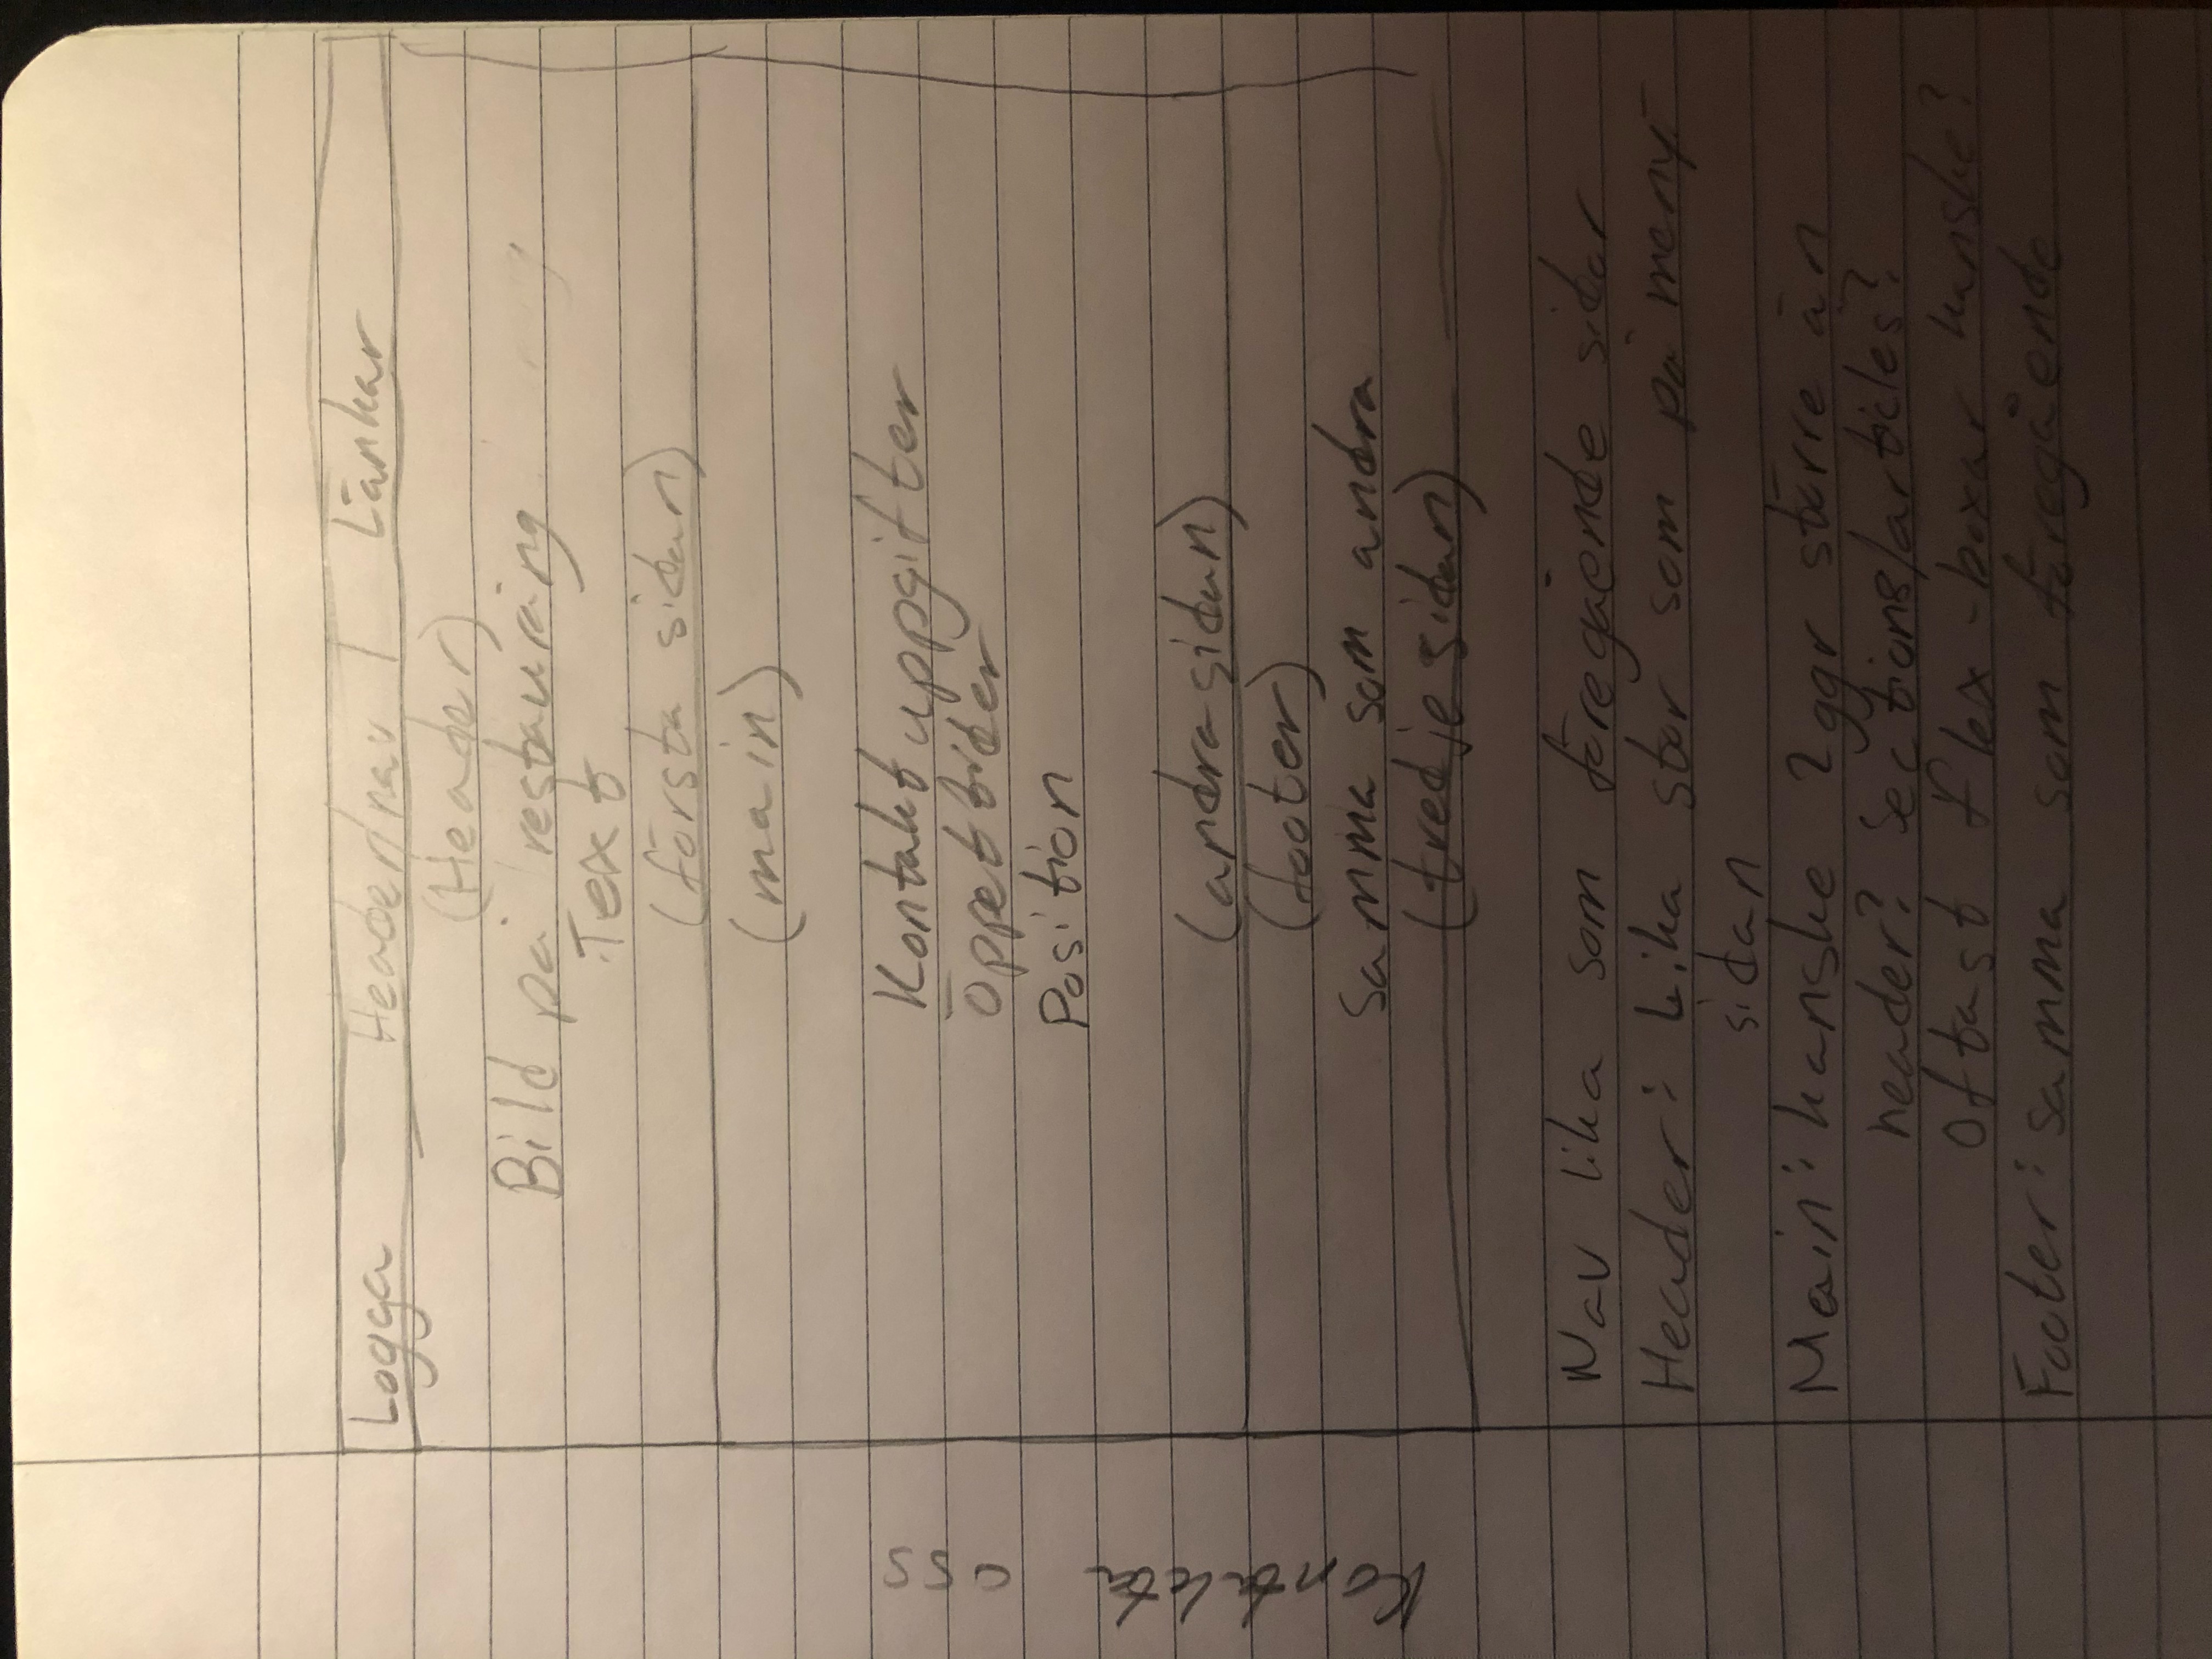 Logga Header/nav | Länkar
(Header)
Bild på restauräng
Text
(första sidan)
(main)
Kontaktuppgifter
Öppettider
Position
(andra sidan)
(footer)
Samma som andra
(tredje sidan)
Kontakta oss
Nav lika som föregående sidor
Header: Lika stor som på meny-
sidan
Main: kanske 2ggr större än
header? Sections/articles?
Oftast flex-boxar kanske?
Footer: samma som föregående